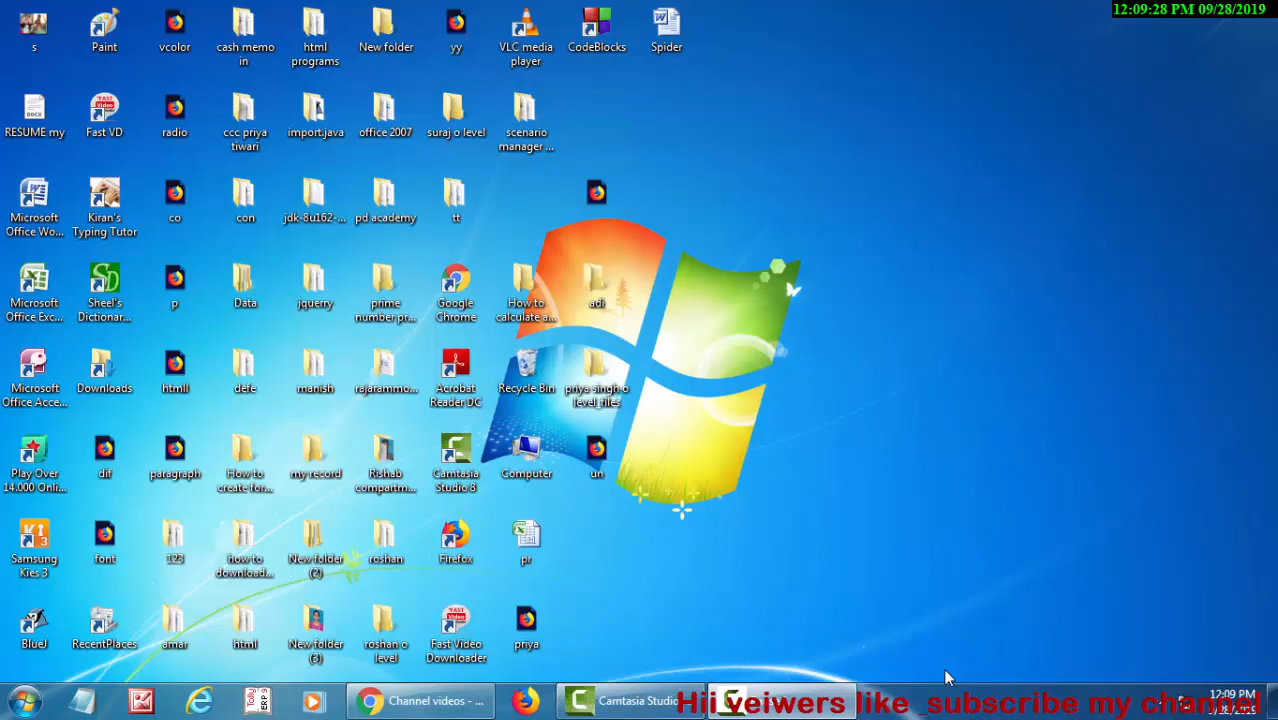 12:09:28 PM 09/28/2019
s
Paint
vcolor
cash memo
in
html
programs
New folder
yy
VLC media
player
CodeBlocks
Spider
RESUME my
Fast VD
radio
ccc priya
tiwari
import.java
office 2007
suraj o level
scenario
manager ...
Microsoft
Office Wo...
Kiran's
Typing Tutor
co
con
jdk-8u162-...
pd academy
tt
Microsoft
Office Exc...
Sheel's
Dictionar...
p
Data
jquerry
prime
number pr...
Google
Chrome
How to
calculate a...
adi
Microsoft
Office Acce...
Downloads
htmll
defe
manish
rajarammo...
Acrobat
Reader DC
Recycle Bin
priya singh o
level_files
Play Over
14.000 Onli...
dif
paragraph
How to
create for...
my record
Rishab
compartm...
Camtasia
Studio 8
Computer
un
Samsung
Kies 3
font
123
how to
download...
New folder
(2)
roshan
Firefox
pr
BlueJ
RecentPlaces
amar
html
New folder
(3)
roshan o
level
Fast Video
Downloader
priya
Channel videos - ...
Camtasia Studio
Hii veiwers like _subscribe my channe
12:09 PM